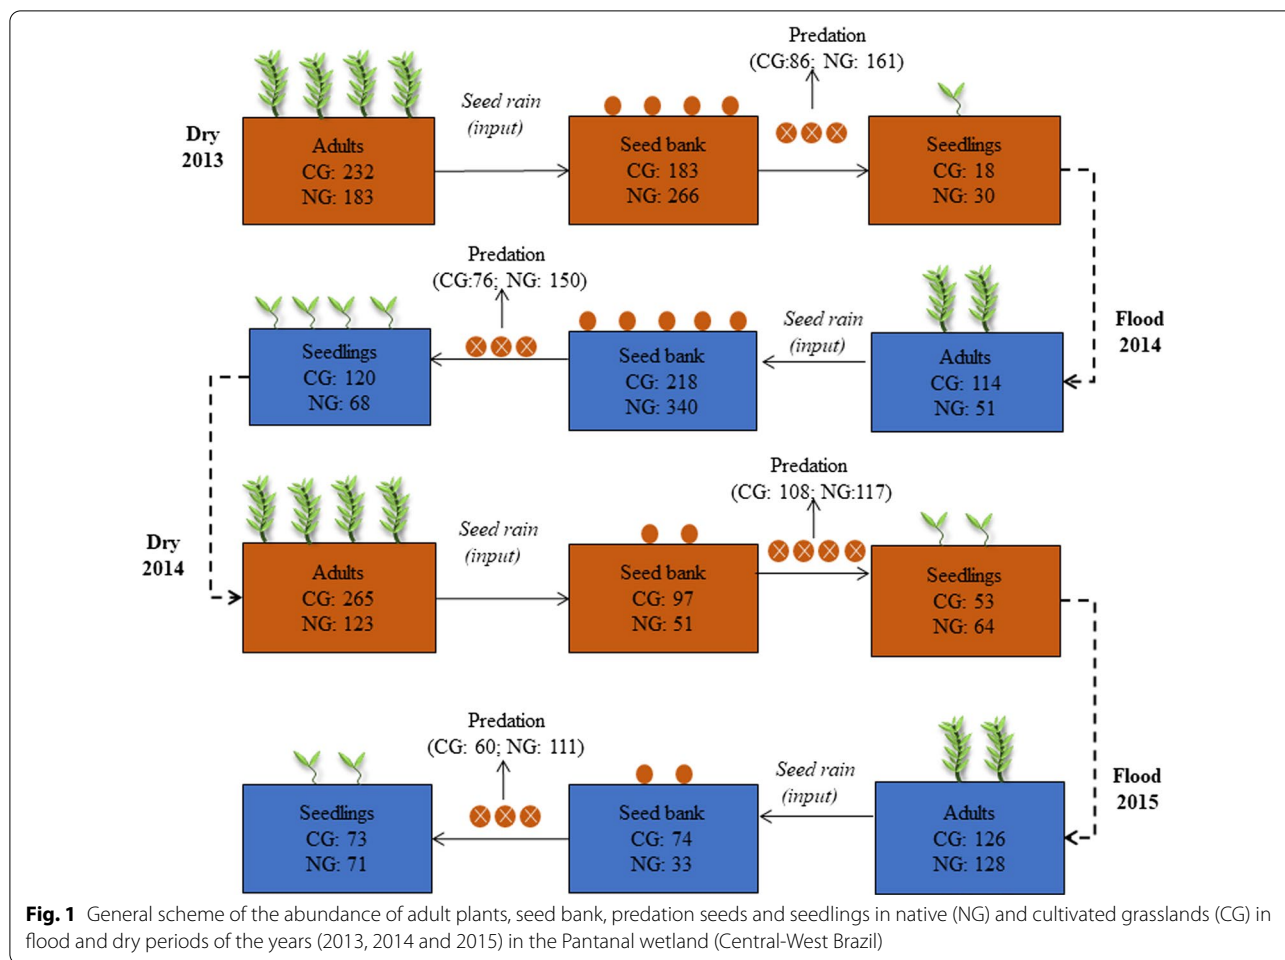 Predation
(CG:86; NG: 161)
Seed rain
(input)
Dry
2013
Adults
CG: 232
NG: 183
Seed bank
CG: 183
NG: 266
Seedlings
CG: 18
NG: 30
Predation
(CG:76; NG: 150)
Flood
2014
Seedlings
CG: 120
NG: 68
Seed bank
CG: 218
NG: 340
Seed rain
(input)
Adults
CG: 114
NG: 51
Predation
(CG: 108; NG:117)
Dry
2014
Adults
CG: 265
NG: 123
Seed rain
(input)
Seed bank
CG: 97
NG: 51
Seedlings
CG: 53
NG: 64
Predation
(CG: 60; NG: 111)
Flood
2015
Seedlings
CG: 73
NG: 71
Seed bank
CG: 74
NG: 33
Seed rain
(input)
Adults
CG: 126
NG: 128
Fig. 1 General scheme of the abundance of adult plants, seed bank, predation seeds and seedlings in native (NG) and cultivated grasslands (CG) in
flood and dry periods of the years (2013, 2014 and 2015) in the Pantanal wetland (Central-West Brazil)